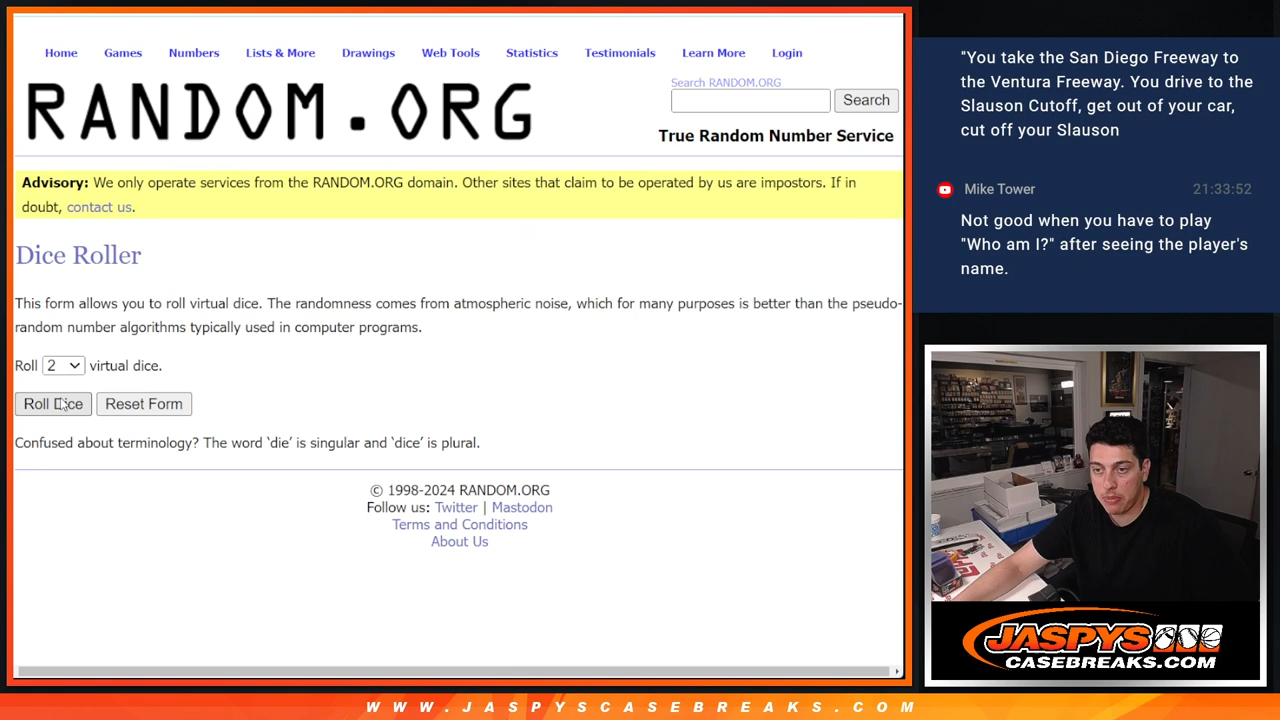 Home Games Numbers Lists & More Drawings Web Tools Statistics Testimonials Learn More Login
RANDOM.ORG
Search RANDOM.ORG
Search
True Random Number Service
Advisory: We only operate services from the RANDOM.ORG domain. Other sites that claim to be operated by us are impostors. If in
doubt, contact us.
Dice Roller
This form allows you to roll virtual dice. The randomness comes from atmospheric noise, which for many purposes is better than the pseudo-
random number algorithms typically used in computer programs.
Roll 2 virtual dice.
Roll Dice Reset Form
Confused about terminology? The word ‘die’ is singular and ‘dice’ is plural.
© 1998-2024 RANDOM.ORG
Follow us: Twitter | Mastodon
Terms and Conditions
About Us
"You take the San Diego Freeway to
the Ventura Freeway. You drive to the
Slauson Cutoff, get out of your car,
cut off your Slauson
Mike Tower 21:33:52
Not good when you have to play
"Who am I?" after seeing the player's
name.
JASPYS
CASEBREAKS.COM
WWW.JASPYSCASEBREAKS.COM